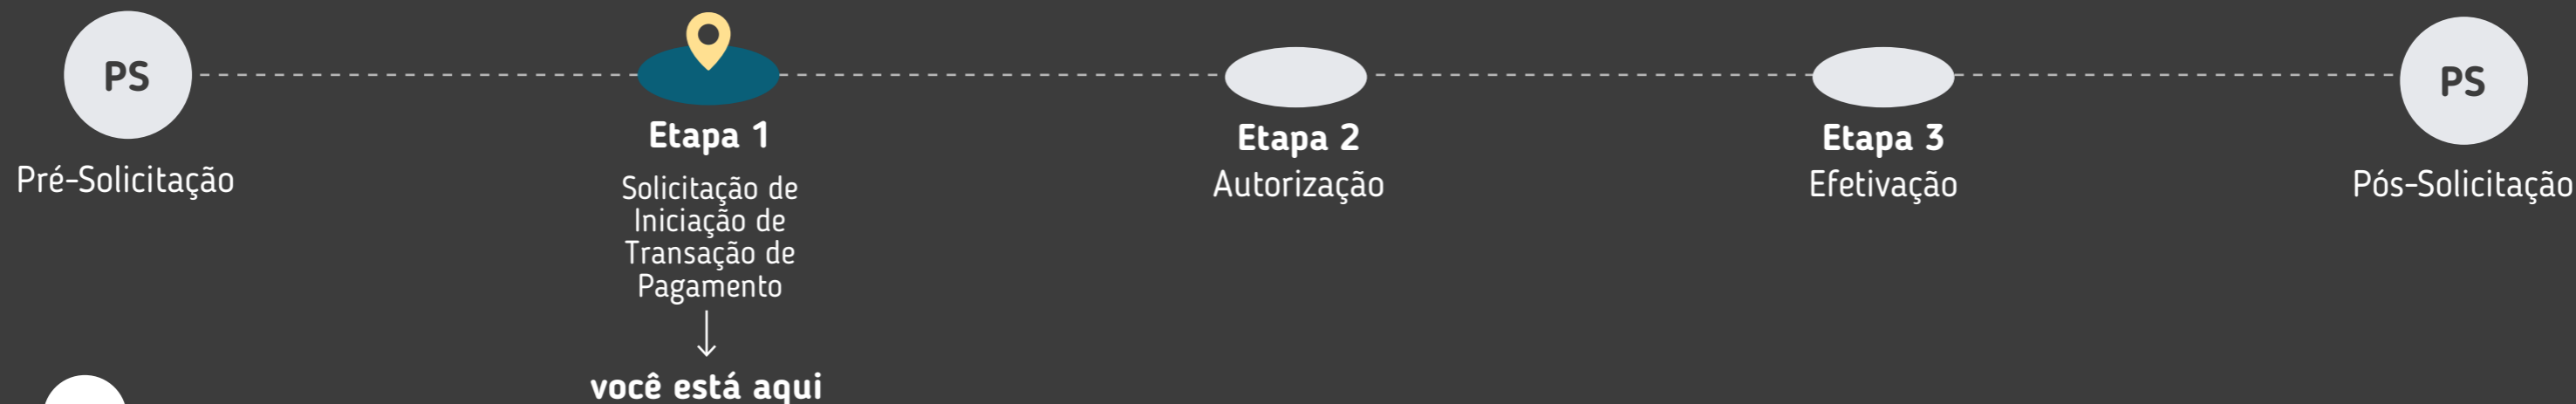 PS
Pré-Solicitação
Etapa 1
Solicitação de
Iniciação de
Transação de
Pagamento
você está aqui
Etapa 2
Autorização
Etapa 3
Efetivação
PS
Pós-Solicitação